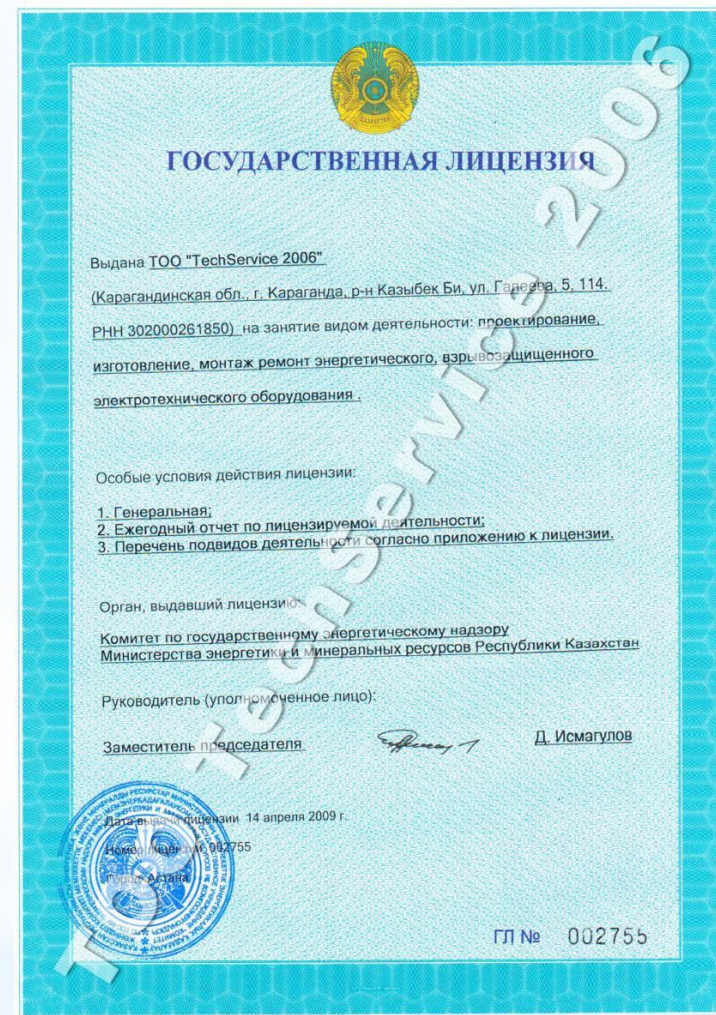 ҚАЗАҚСТАН
ГОСУДАРСТВЕННАЯ ЛИЦЕНЗИЯ
Выдана ТОО "TechService 2006"
(Карагандинская обл., г. Караганда, р-н Казыбек Би, ул. Галеева, 5, 114.
РНН 302000261850) на занятие видом деятельности: проектирование,
изготовление, монтаж ремонт энергетического, взрывозащищенного
электротехнического оборудования .
Особые условия действия лицензии:
1. Генеральная;
2. Ежегодный отчет по лицензируемой деятельности;
3. Перечень подвидов деятельности согласно приложению к лицензии.
Орган, выдавший лицензию:
Комитет по государственному энергетическому надзору
Министерства энергетики и минеральных ресурсов Республики Казахстан
Руководитель (уполномоченное лицо):
Заместитель председателя Д. Исмагулов
Дата выдачи лицензии 14 апреля 2009 г.
Номер лицензии 002755
Город Астана
ГЛ № 002755
TechService 2006